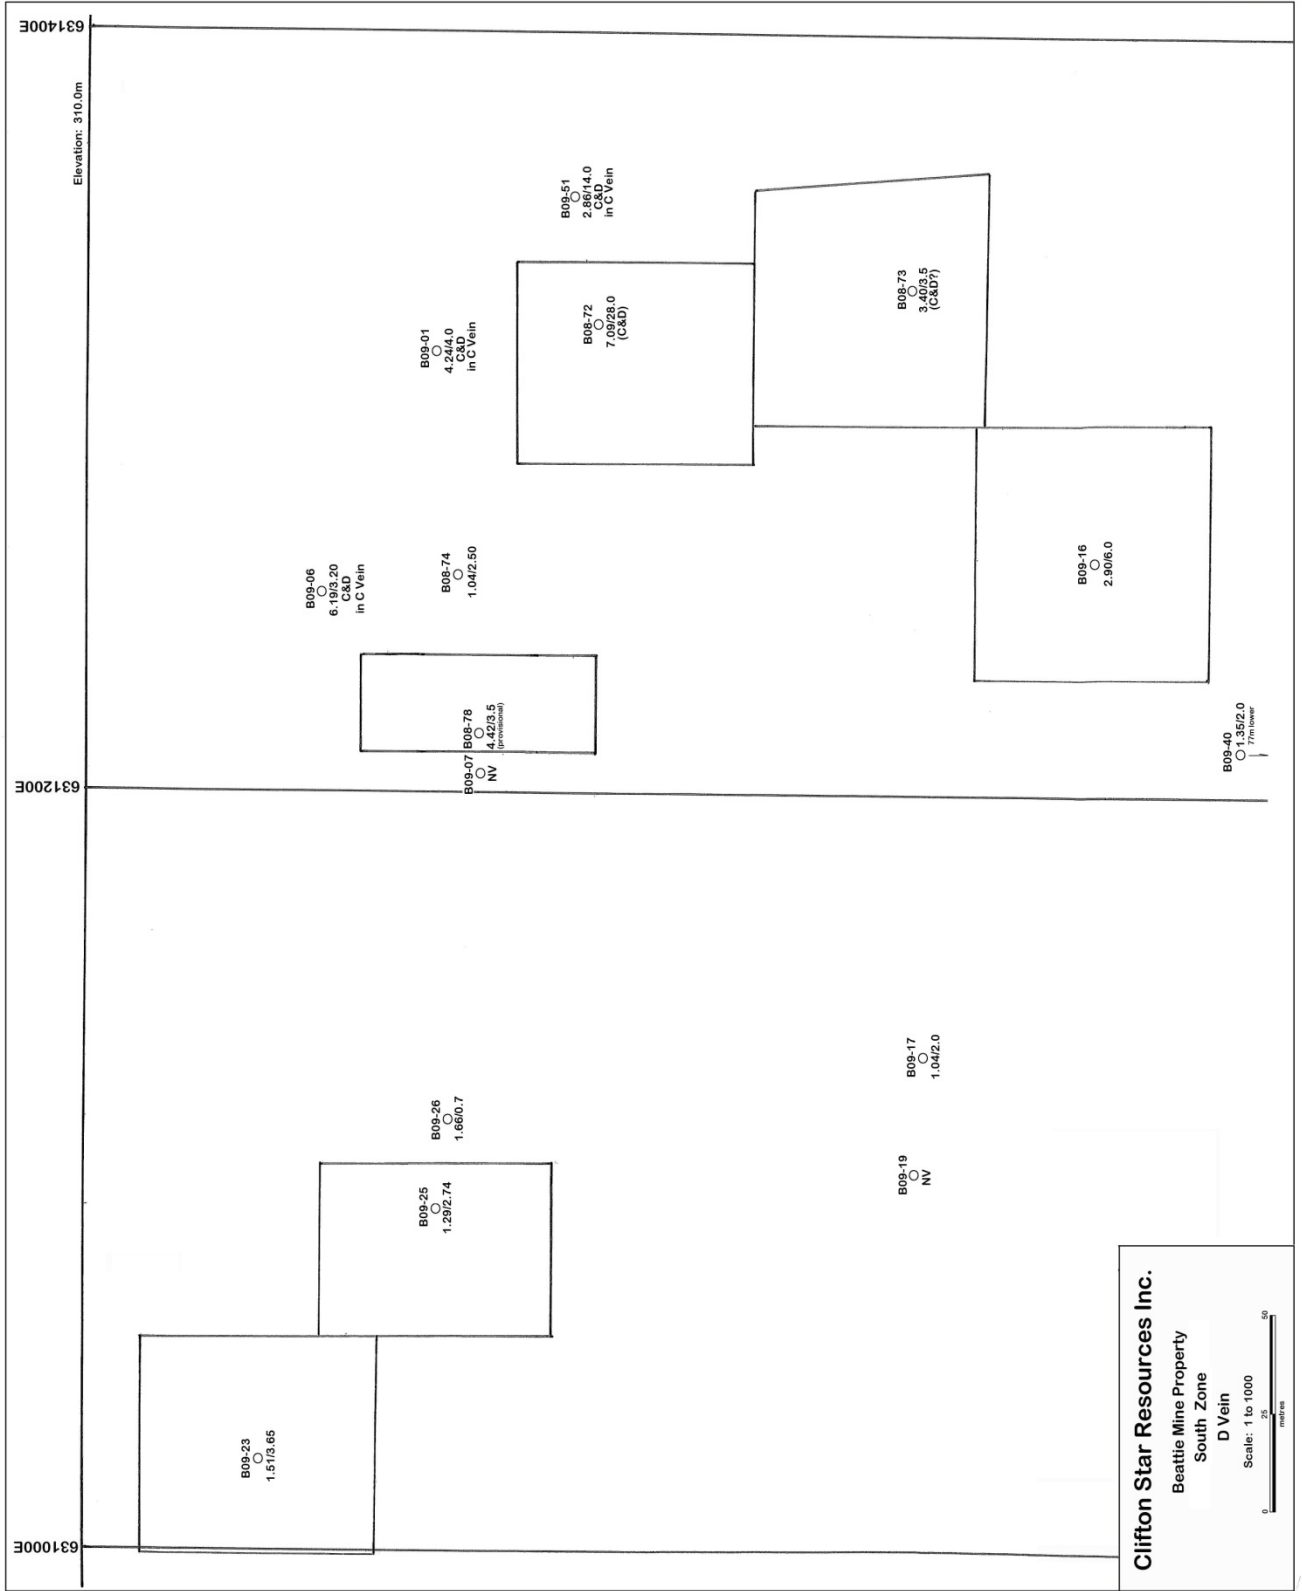 631400E
Elevation: 310.0m
B09-51
2.86/14.0
C&D
in C Vein
B09-01
4.24/4.0
C&D
in C Vein
B08-72
7.09/28.0
(C&D)
B08-73
3.40/3.5
(C&D?)
B09-06
6.19/3.20
C&D
in C Vein
B08-74
1.04/2.50
B09-16
2.90/6.0
B08-78
4.42/3.5
(provisional)
B09-07
NV
B09-40
1.35/2.0
77m lower
631200E
B09-17
1.04/2.0
B09-26
1.66/0.7
B09-19
NV
B09-25
1.29/2.74
B09-23
1.51/3.65
631000E
Clifton Star Resources Inc.
Beattie Mine Property
South Zone
D Vein
Scale: 1 to 1000
0 25 50
metres